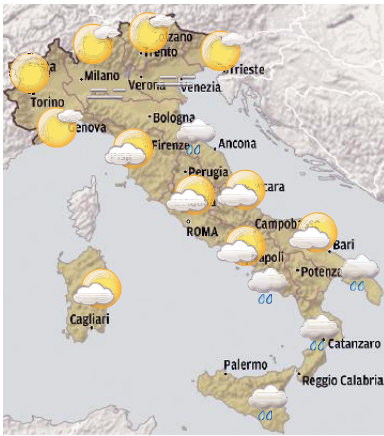 Trento
Milano
Trieste
Verona
Venezia
Torino
Genova
Bologna
Firenze
Ancona
Perugia
ROMA
Campobasso
Bari
Potenza
Cagliari
Catanzaro
Palermo
Reggio Calabria